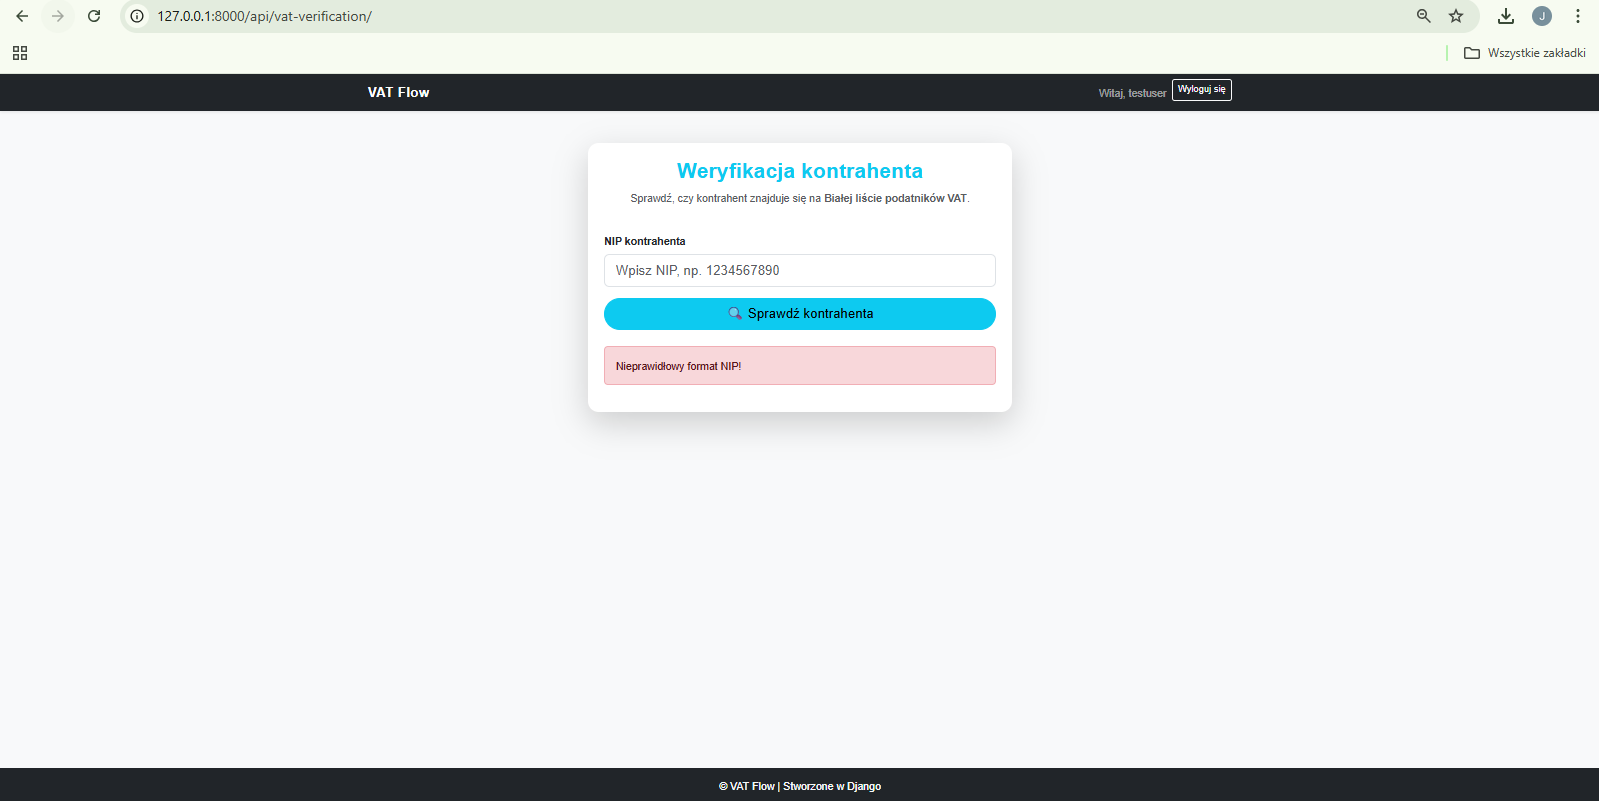 127.0.0.1:8000/api/vat-verification/
J
Wszystkie zakładki
VAT Flow
Witaj, testuser
Wyloguj się
Weryfikacja kontrahenta
Sprawdź, czy kontrahent znajduje się na Białej liście podatników VAT.
NIP kontrahenta
Wpisz NIP, np. 1234567890
Sprawdź kontrahenta
Nieprawidłowy format NIP!
© VAT Flow | Stworzone w Django